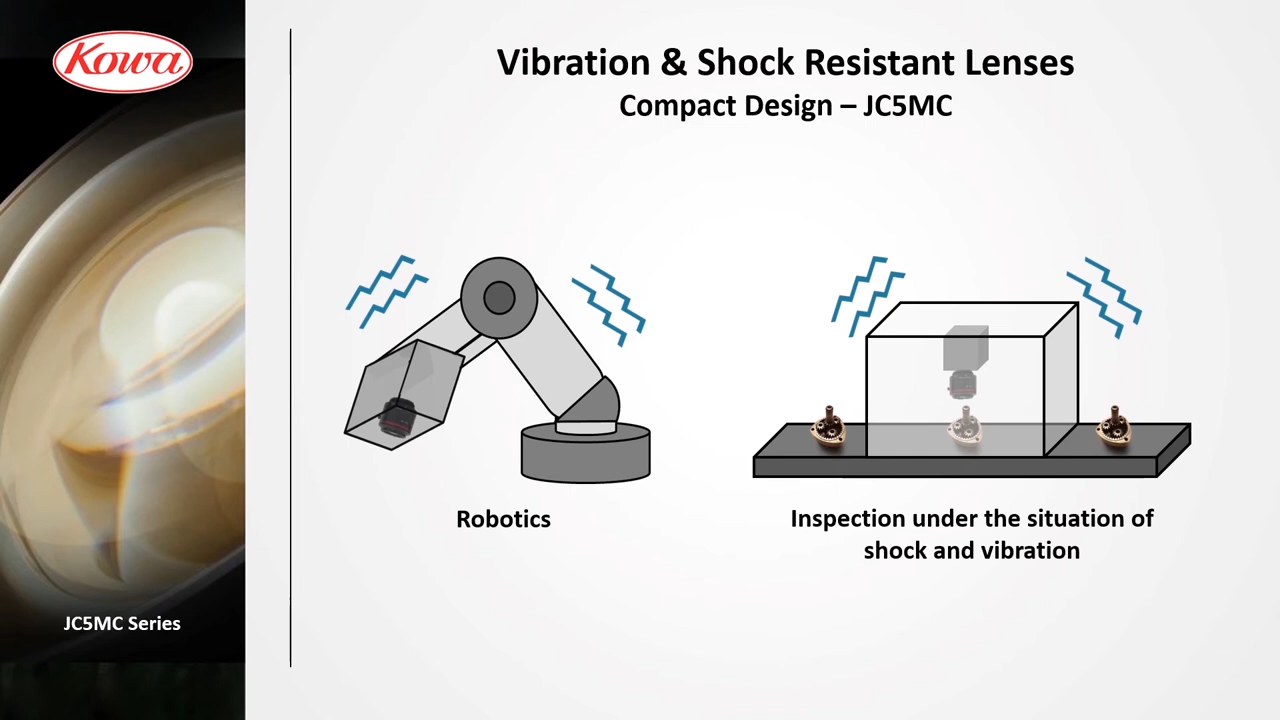 Kowa
Vibration & Shock Resistant Lenses
Compact Design – JC5MC
Robotics
Inspection under the situation of
shock and vibration
JC5MC Series